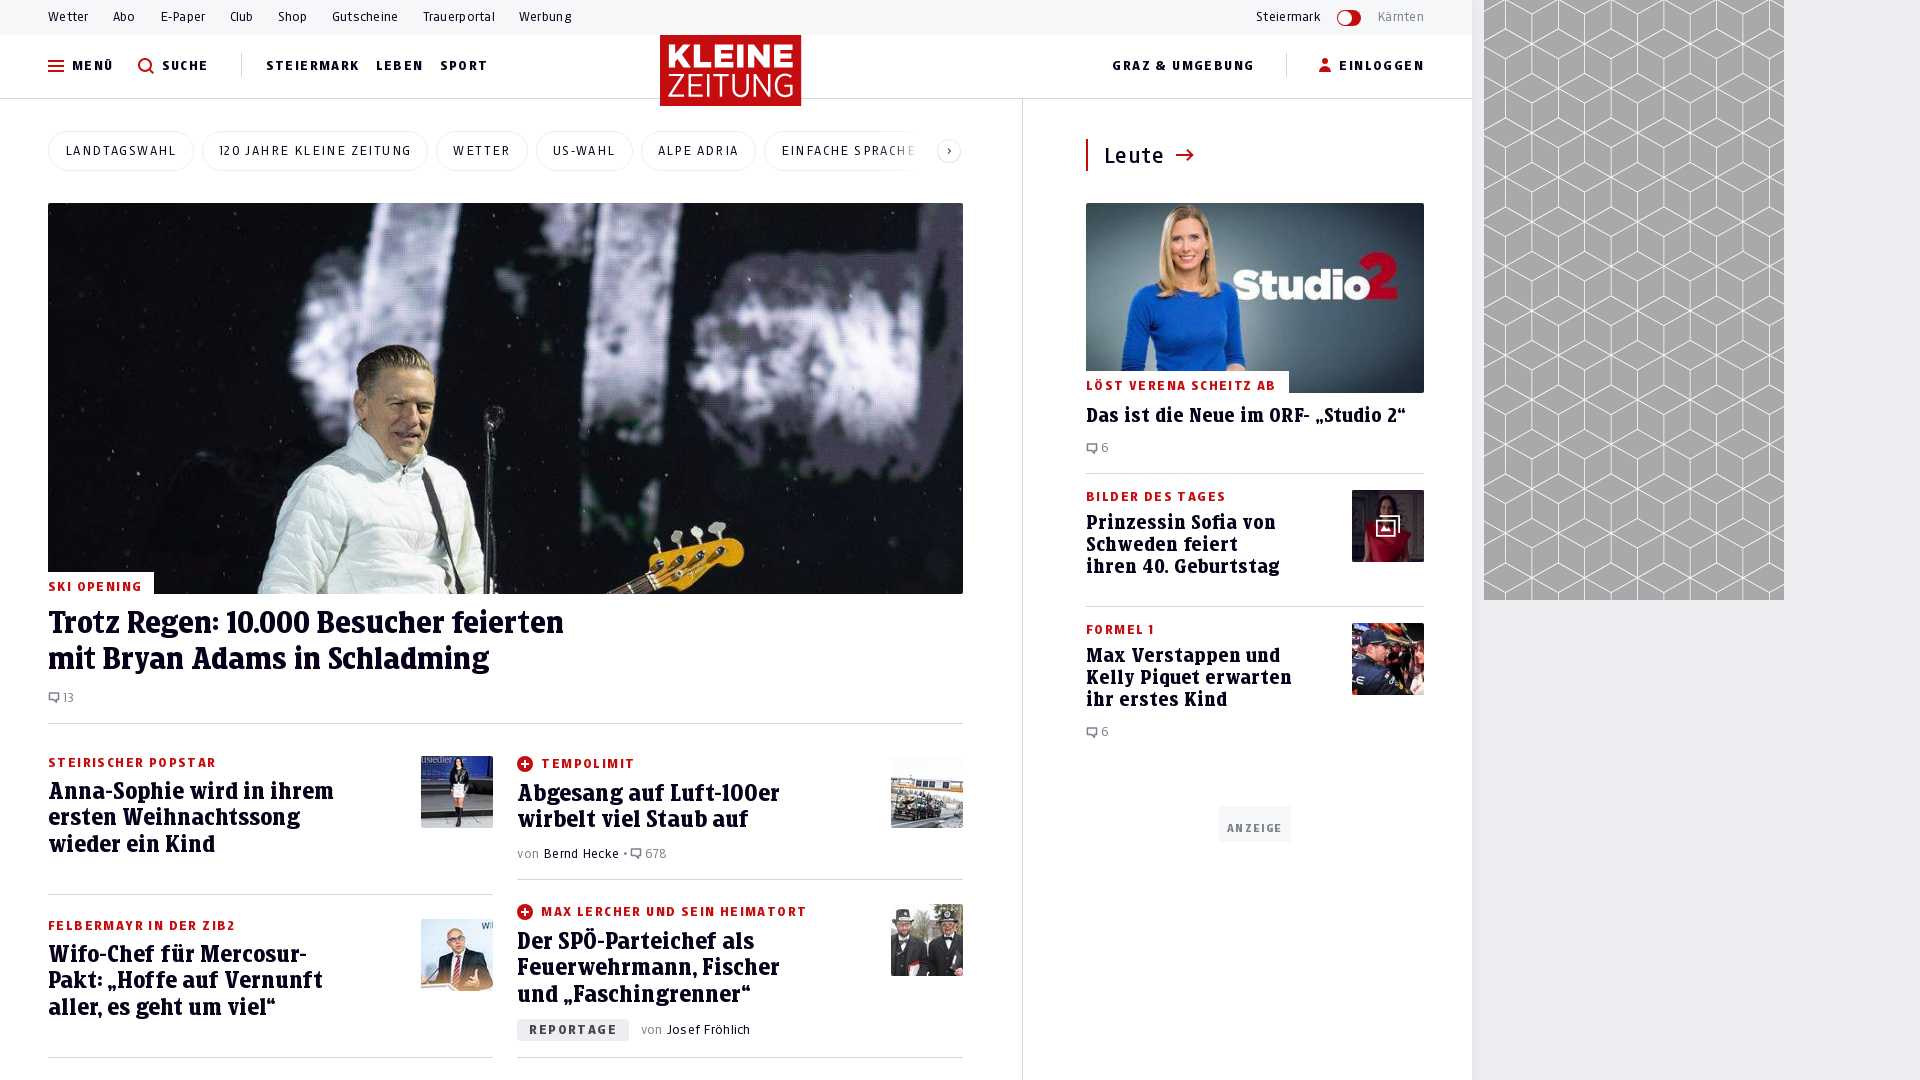 Wetter Abo E-Paper Club Shop Gutscheine Trauerportal Werbung
Steiermark Kärnten
MENÜ SUCHE STEIERMARK LEBEN SPORT
KLEINE
ZEITUNG
GRAZ & UMGEBUNG EINLOGGEN
LANDTAGSWAHL 120 JAHRE KLEINE ZEITUNG WETTER US-WAHL ALPE ADRIA EINFACHE SPRACHE
SKI OPENING
Trotz Regen: 10.000 Besucher feierten
mit Bryan Adams in Schladming
13
STEIRISCHER POPSTAR
Anna-Sophie wird in ihrem
ersten Weihnachtssong
wieder ein Kind
FELBERMAYR IN DER ZIB2
Wifo-Chef für Mercosur-
Pakt: „Hoffe auf Vernunft
aller, es geht um viel“
TEMPOLIMIT
Abgesang auf Luft-100er
wirbelt viel Staub auf
von Bernd Hecke • 678
MAX LERCHER UND SEIN HEIMATORT
Der SPÖ-Parteichef als
Feuerwehrmann, Fischer
und „Faschingrenner“
REPORTAGE von Josef Fröhlich
Leute
Studio2
LÖST VERENA SCHEITZ AB
Das ist die Neue im ORF- „Studio 2“
6
BILDER DES TAGES
Prinzessin Sofia von
Schweden feiert
ihren 40. Geburtstag
FORMEL 1
Max Verstappen und
Kelly Piquet erwarten
ihr erstes Kind
6
ANZEIGE